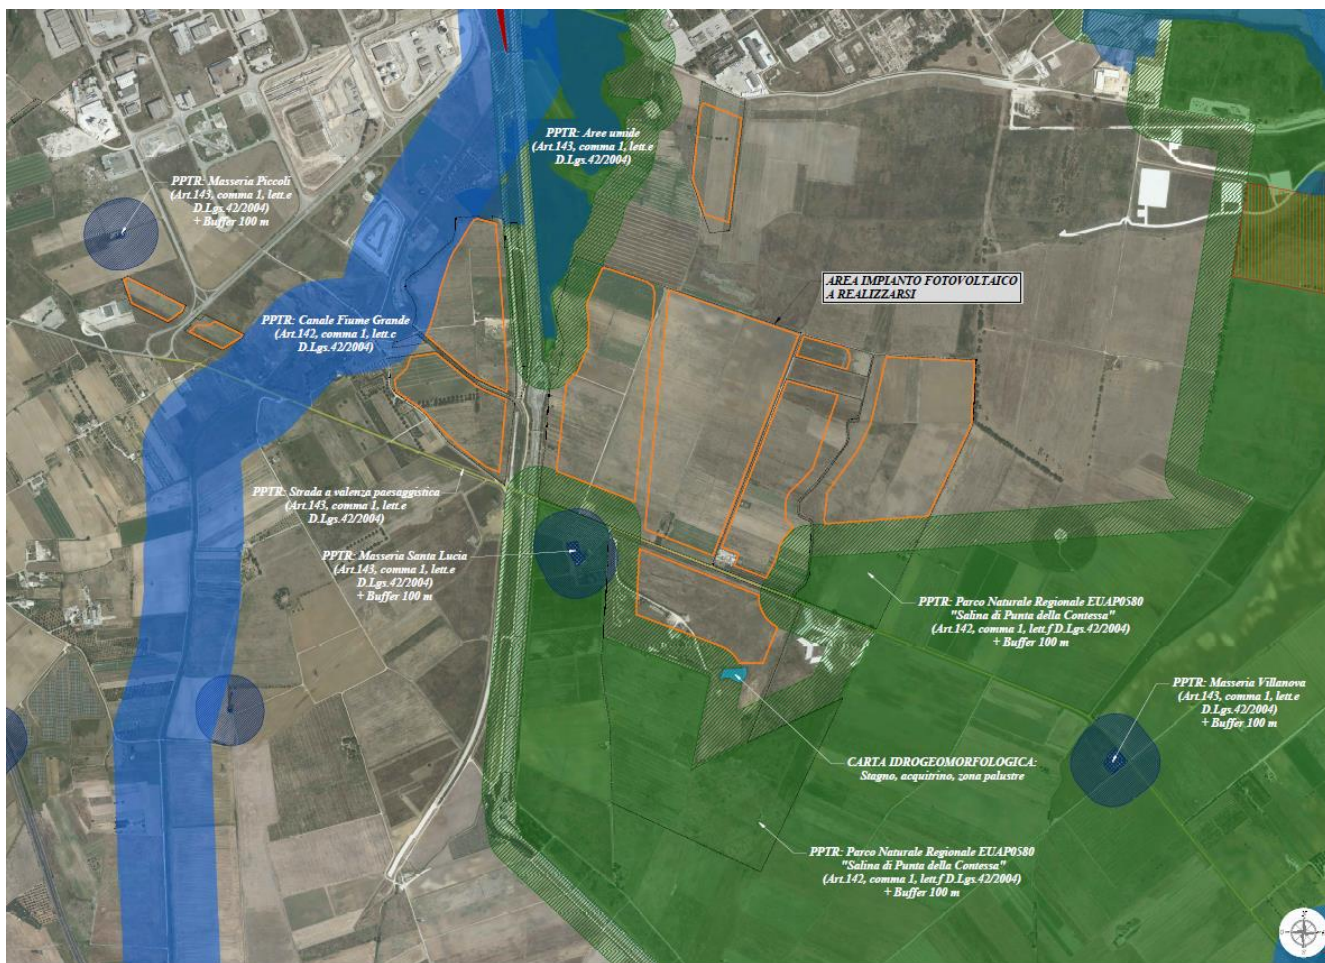 PPTR: Aree umide
(Art.143, comma 1, lett.e
D.Lgs.42/2004)
PPTR: Masseria Piccoli
(Art.143, comma 1, lett.e
D.Lgs.42/2004)
+ Buffer 100 m
AREA IMPIANTO FOTOVOLTAICO
A REALIZZARSI
PPTR: Canale Fiume Grande
(Art.142, comma 1, lett.c
D.Lgs.42/2004)
PPTR: Strada a valenza paesaggistica
(Art.143, comma 1, lett.e
D.Lgs.42/2004)
PPTR: Masseria Santa Lucia
(Art.143, comma 1, lett.e
D.Lgs.42/2004)
+ Buffer 100 m
PPTR: Parco Naturale Regionale EUAP0580
"Salina di Punta della Contessa"
(Art.142, comma 1, lett.f D.Lgs.42/2004)
+ Buffer 100 m
PPTR: Masseria Villanova
(Art.143, comma 1, lett.e
D.Lgs.42/2004)
+ Buffer 100 m
CARTA IDROGEOMORFOLOGICA:
Stagno, acquitrino, zona palustre
PPTR: Parco Naturale Regionale EUAP0580
"Salina di Punta della Contessa"
(Art.142, comma 1, lett.f D.Lgs.42/2004)
+ Buffer 100 m